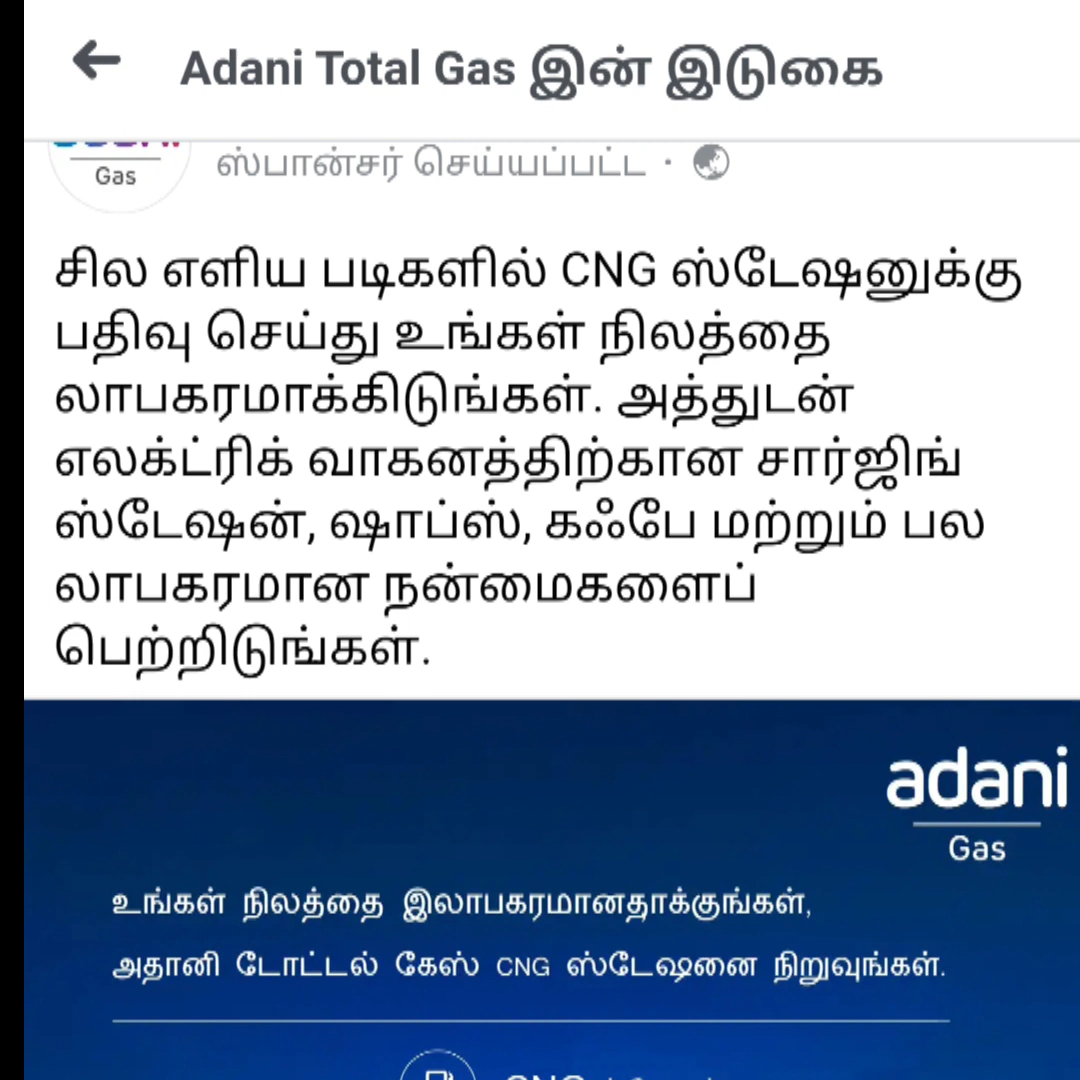 Adani Total Gas இன் இடுகை
Gas
ஸ்பான்சர் செய்யப்பட்ட ·
சில எளிய படிகளில் CNG ஸ்டேஷனுக்கு
பதிவு செய்து உங்கள் நிலத்தை
லாபகரமாக்கிடுங்கள். அத்துடன்
எலக்ட்ரிக் வாகனத்திற்கான சார்ஜிங்
ஸ்டேஷன், ஷாப்ஸ், கஃபே மற்றும் பல
லாபகரமான நன்மைகளைப்
பெற்றிடுங்கள்.
adani
Gas
உங்கள் நிலத்தை இலாபகரமானதாக்குங்கள்,
அதானி டோட்டல் கேஸ் CNG ஸ்டேஷனை நிறுவுங்கள்.